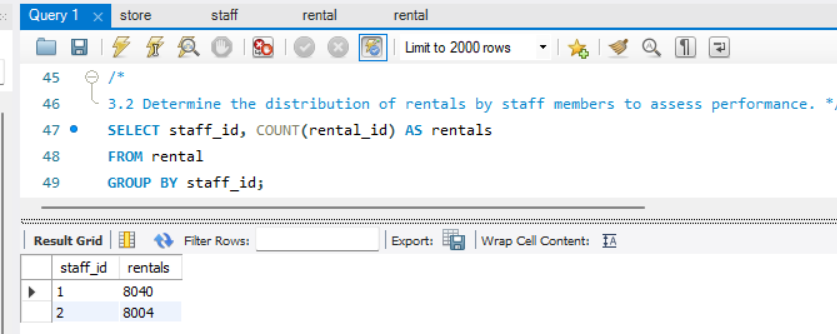 Query 1 store staff rental rental
Limit to 2000 rows
45 /*
46 3.2 Determine the distribution of rentals by staff members to assess performance. */
47 SELECT staff_id, COUNT(rental_id) AS rentals
48 FROM rental
49 GROUP BY staff_id;
Result Grid Filter Rows: Export: Wrap Cell Content: IA
staff_id rentals
1 8040
2 8004